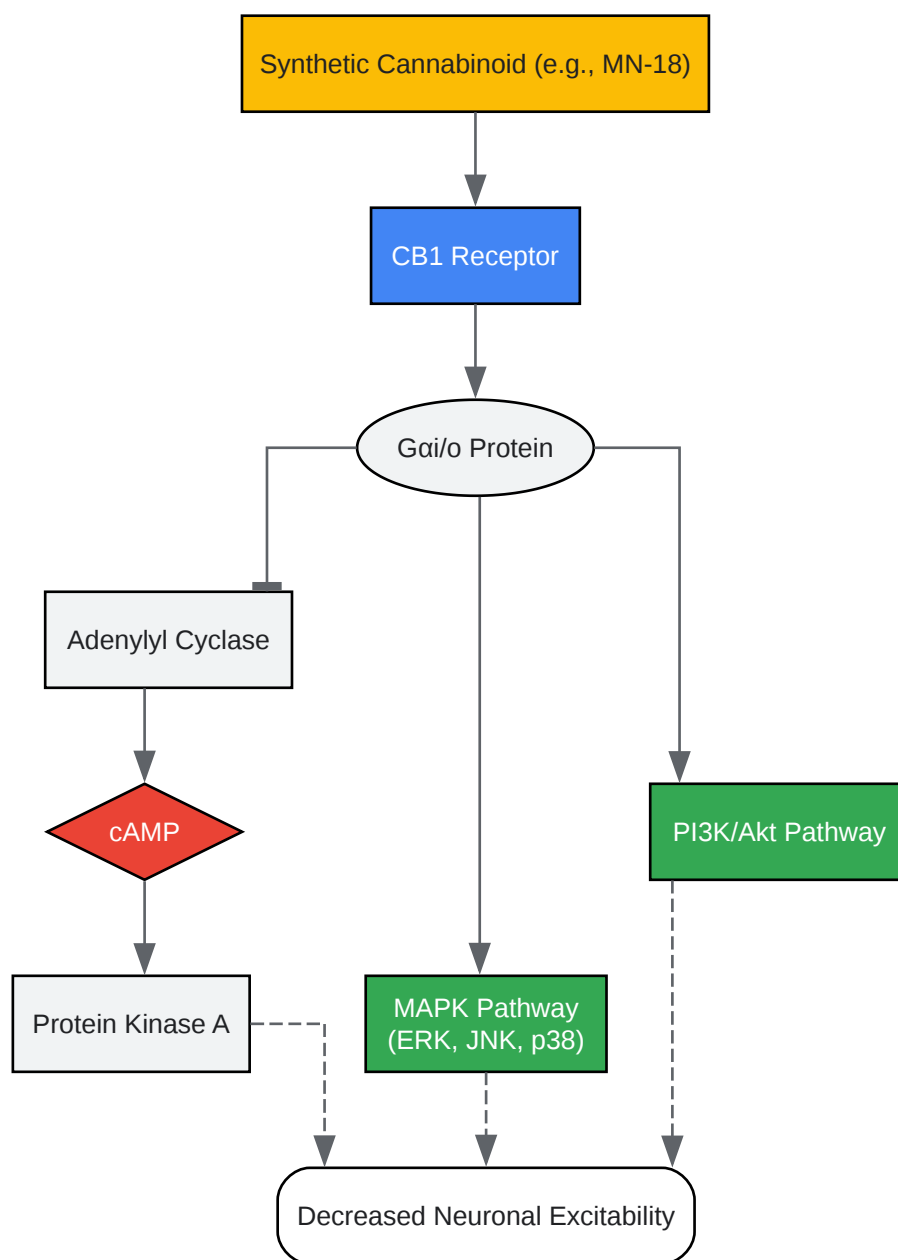 Synthetic Cannabinoid (e.g., MN-18)
CB1 Receptor
Gαi/o Protein
Adenylyl Cyclase
cAMP
PI3K/Akt Pathway
Protein Kinase A
MAPK Pathway
(ERK, JNK, p38)
Decreased Neuronal Excitability